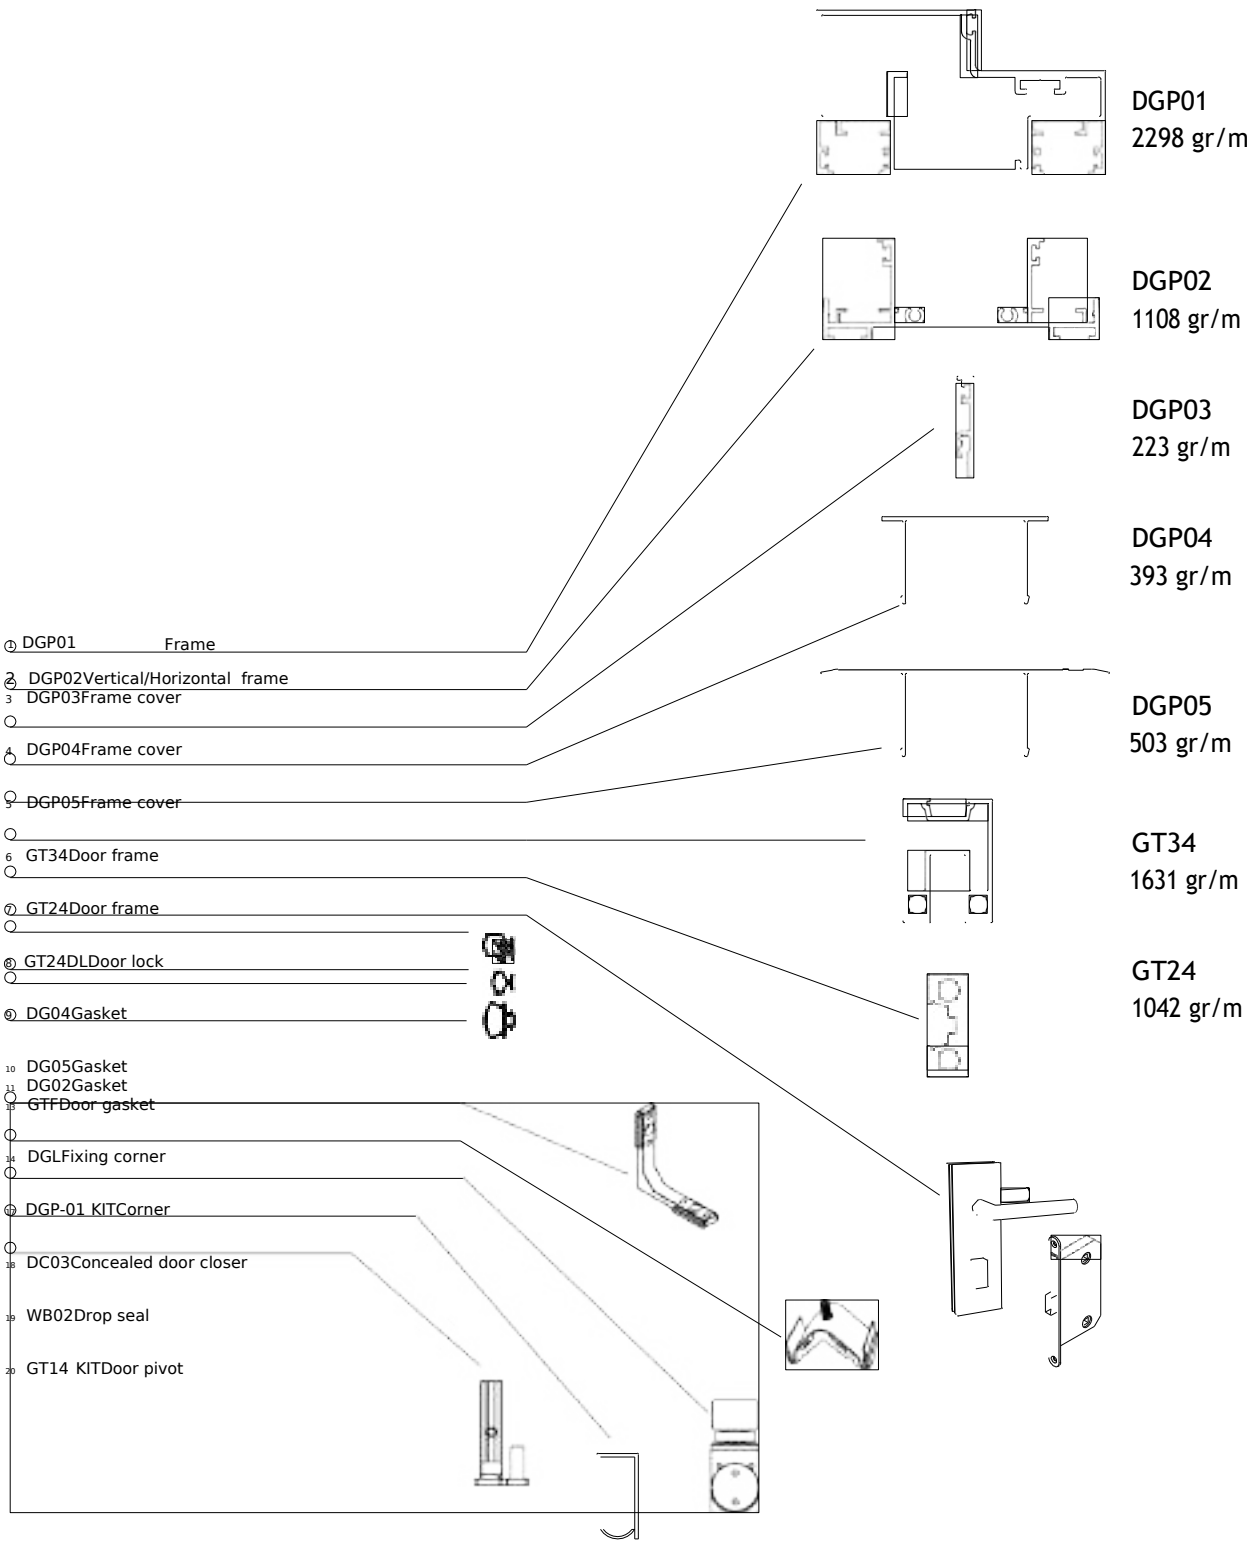 DGP01
2298 gr/m
DGP02
1108 gr/m
DGP03
223 gr/m
DGP04
393 gr/m
DGP05
503 gr/m
GT34
1631 gr/m
GT24
1042 gr/m
1 DGP01 Frame
2 DGP02Vertical/Horizontal frame
3 DGP03Frame cover
4 DGP04Frame cover
5 DGP05Frame cover
6 GT34Door frame
7 GT24Door frame
8 GT24DLDoor lock
9 DG04Gasket
10 DG05Gasket
11 DG02Gasket
13 GTFDoor gasket
14 DGLFixing corner
DGP-01 KITCorner
18 DC03Concealed door closer
19 WB02Drop seal
20 GT14 KITDoor pivot